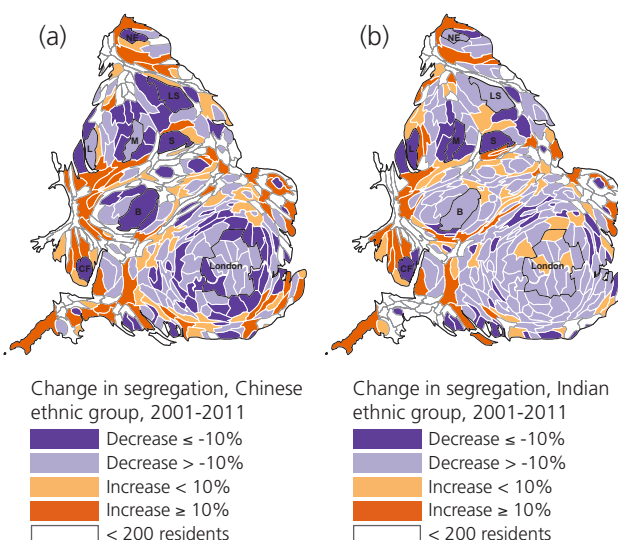 (a)
NE
LS
L
M
S
B
London
CF
(b)
NE
LS
L
M
S
B
London
CF
Change in segregation, Chinese
ethnic group, 2001-2011
Decrease ≤ -10%
Decrease > -10%
Increase < 10%
Increase ≥ 10%
< 200 residents
Change in segregation, Indian
ethnic group, 2001-2011
Decrease ≤ -10%
Decrease > -10%
Increase < 10%
Increase ≥ 10%
< 200 residents